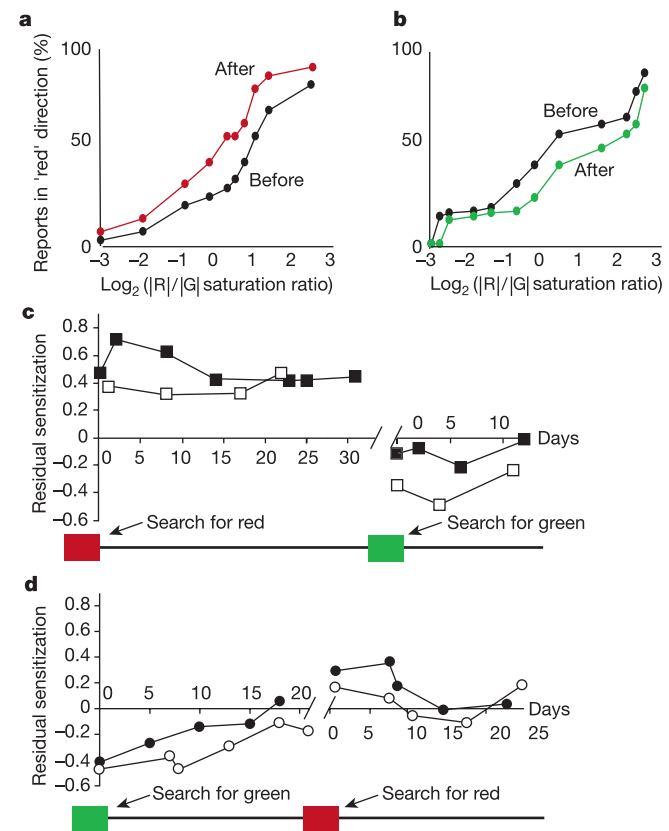 a
Reports in 'red' direction (%)
100
50
0
After
Before
−3 −2 −1 0 1 2 3
Log2 (|R|/|G| saturation ratio)
b
100
50
0
Before
After
−3 −2 −1 0 1 2 3
Log2 (|R|/|G| saturation ratio)
c
Residual sensitization
0.8
0.6
0.4
0.2
0
−0.2
−0.4
−0.6
0 5 10 15 20 25 30
0 5 10
Days
Search for red
Search for green
d
Residual sensitization
0.8
0.6
0.4
0.2
0
−0.2
−0.4
−0.6
0 5 10 15 20
0 5 10 15 20 25
Days
Search for green
Search for red